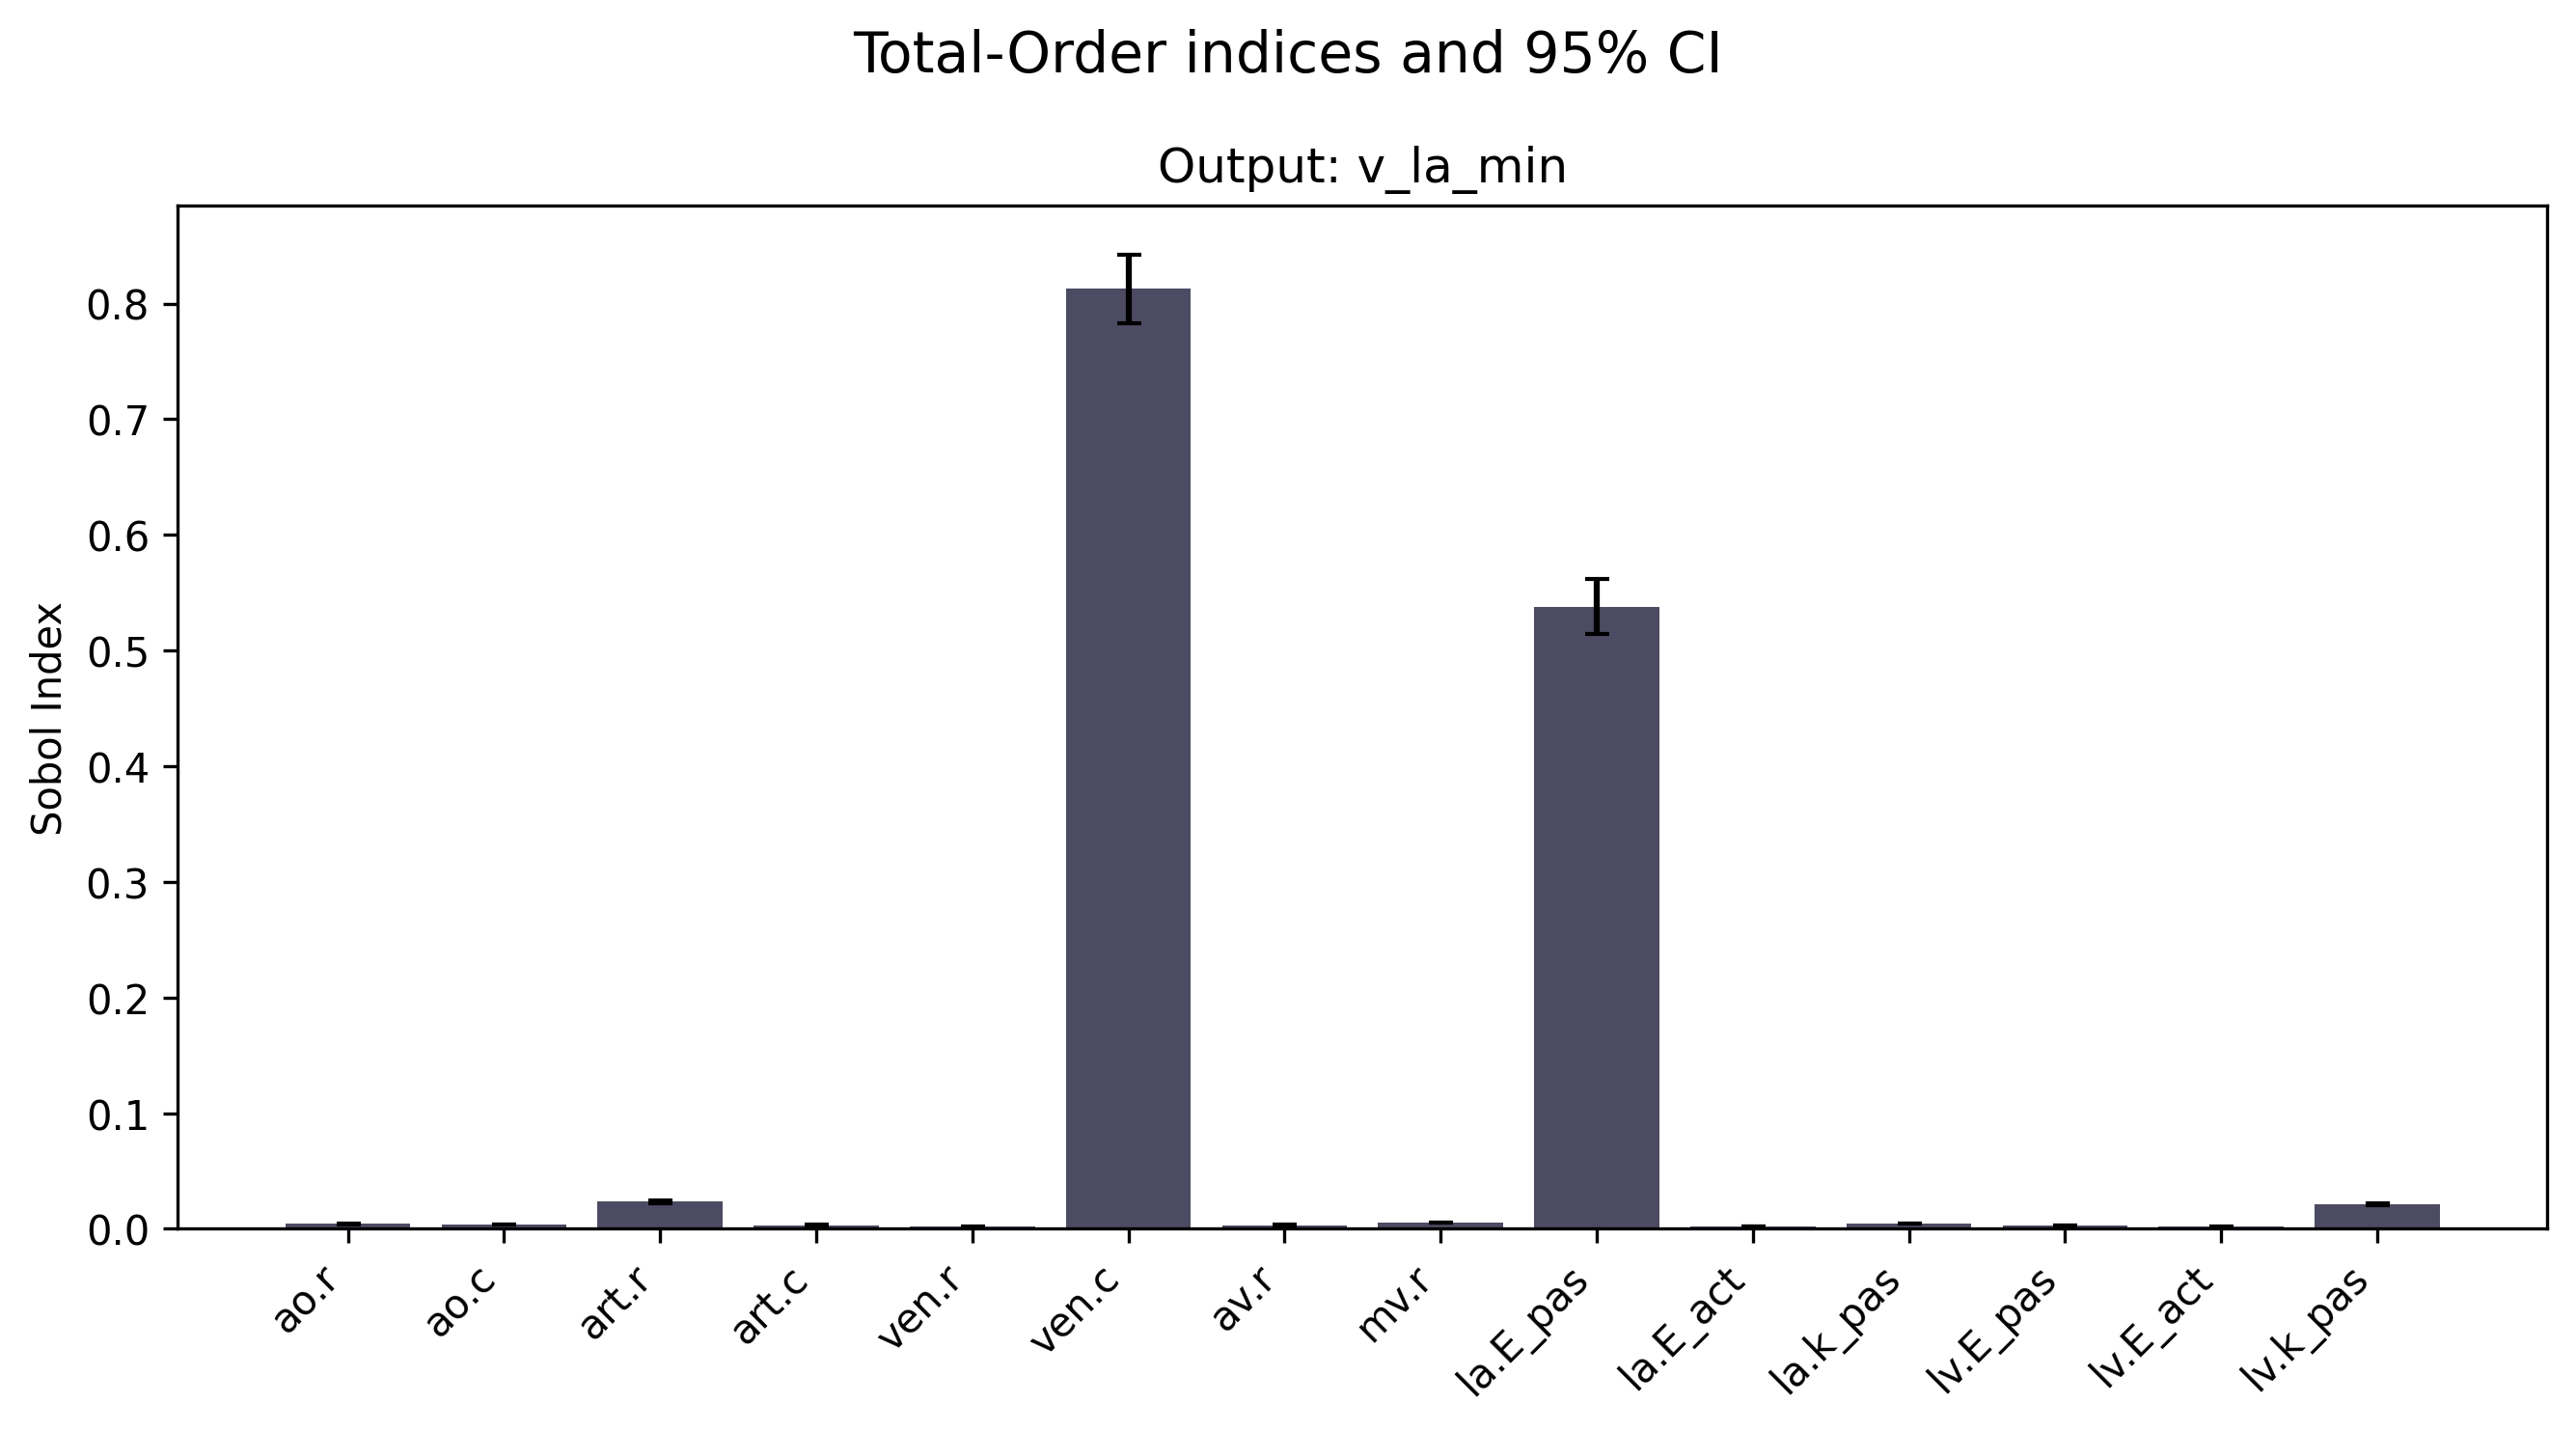 Total-Order indices and 95% CI
Output: v_la_min
Sobol Index
0.8
0.7
0.6
0.5
0.4
0.3
0.2
0.1
0.0
ao.r
ao.c
art.r
art.c
ven.r
ven.c
av.r
mv.r
la.E_pas
la.E_act
la.k_pas
lv.E_pas
lv.E_act
lv.k_pas